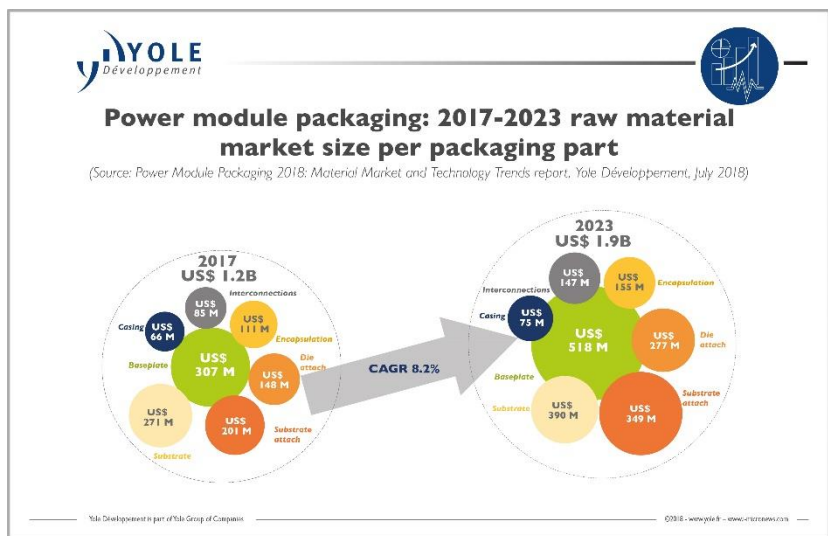 YOLE
Développement
Power module packaging: 2017-2023 raw material
market size per packaging part
(Source: Power Module Packaging 2018: Material Market and Technology Trends report, Yole Développement, July 2018)
2017
US$ 1.2B
US$
85 M
Interconnections
US$
66 M
Casing
US$
111 M
Encapsulation
Baseplate
US$
307 M
Die
attach
US$
148 M
US$
271 M
US$
201 M
Substrate
attach
Substrate
CAGR 8.2%
2023
US$ 1.9B
US$
147 M
Interconnections
US$
155 M
Encapsulation
Casing
US$
75 M
US$
518 M
US$
277 M
Die
attach
Baseplate
Substrate
US$
390 M
US$
349 M
Substrate
attach
Yole Développement is part of Yole Group of Companies
©2018 - www.yole.fr – www.i-micronews.com